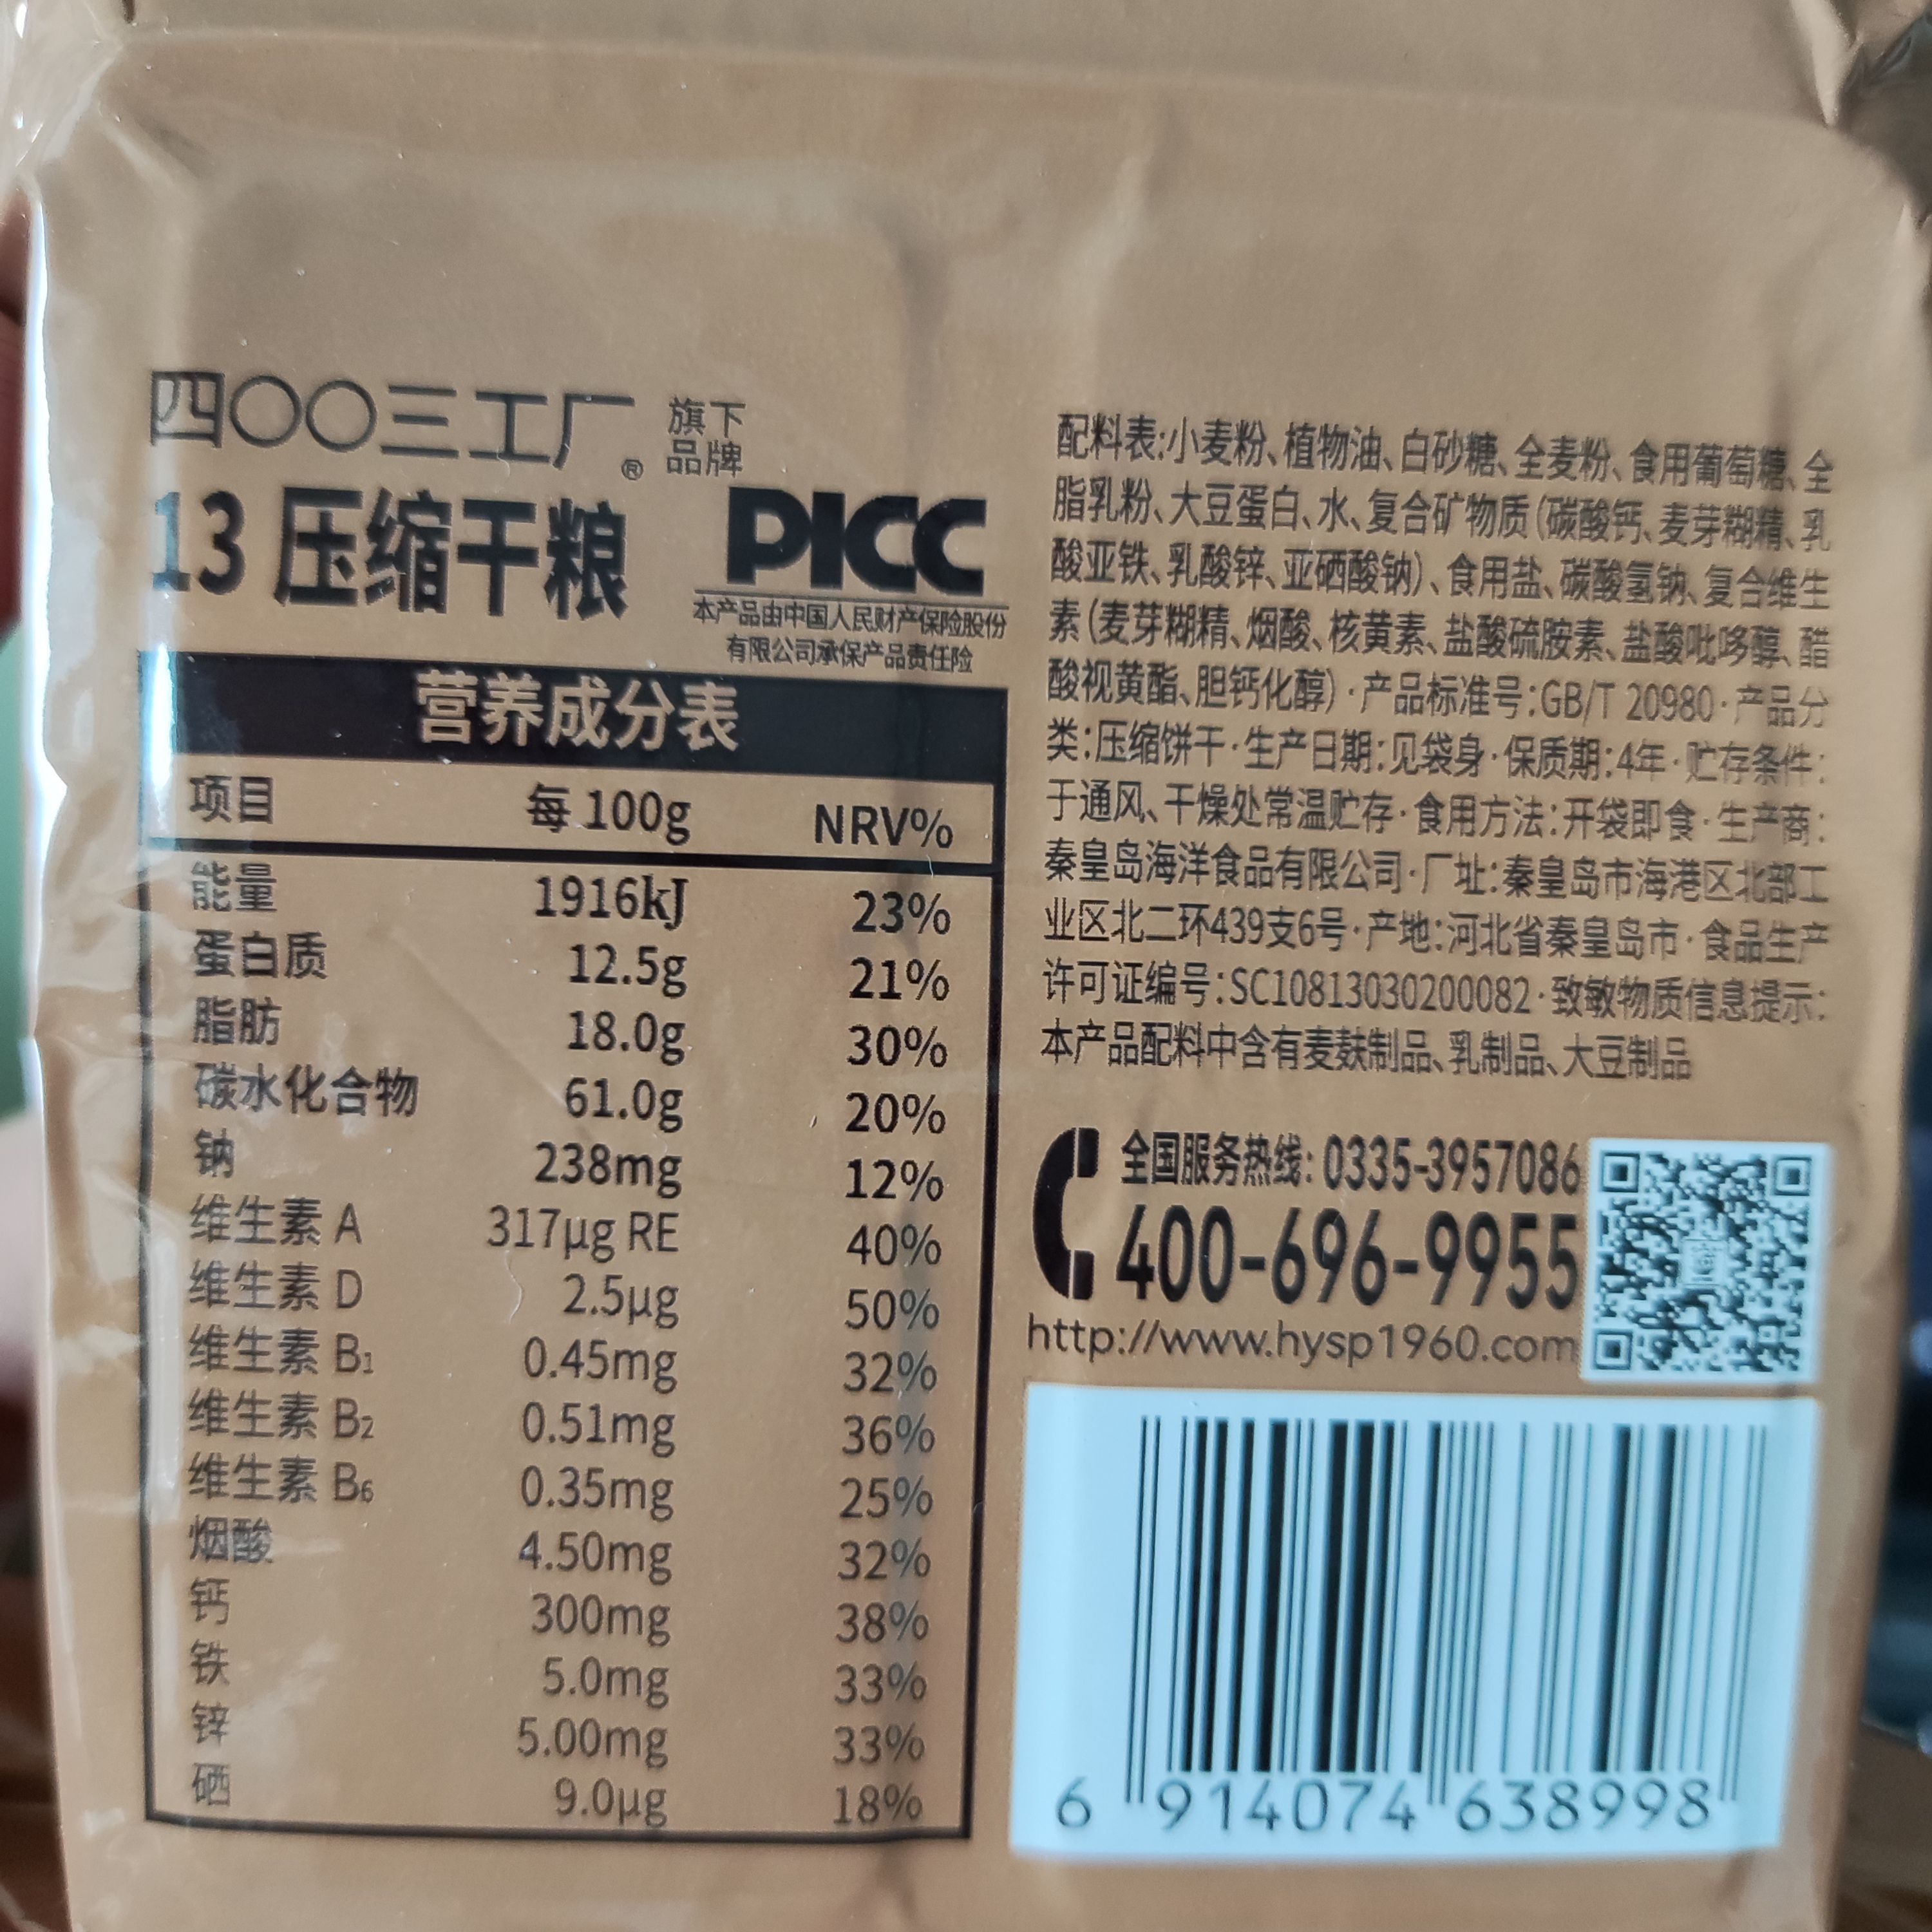 四〇〇三工厂® 旗下品牌
13 压缩干粮
PICC
本产品由中国人民财产保险股份
有限公司承保产品责任险
营养成分表
项目 每 100g NRV%
能量 1916kJ 23%
蛋白质 12.5g 21%
脂肪 18.0g 30%
碳水化合物 61.0g 20%
钠 238mg 12%
维生素 A 317μg RE 40%
维生素 D 2.5μg 50%
维生素 B₁ 0.45mg 32%
维生素 B₂ 0.51mg 36%
维生素 B₆ 0.35mg 25%
烟酸 4.50mg 32%
钙 300mg 38%
铁 5.0mg 33%
锌 5.00mg 33%
硒 9.0μg 18%
配料表:小麦粉、植物油、白砂糖、全麦粉、食用葡萄糖、全
脂乳粉、大豆蛋白、水、复合矿物质(碳酸钙、麦芽糊精、乳
酸亚铁、乳酸锌、亚硒酸钠)、食用盐、碳酸氢钠、复合维生
素(麦芽糊精、烟酸、核黄素、盐酸硫胺素、盐酸吡哆醇、醋
酸视黄酯、胆钙化醇)·产品标准号:GB/T 20980·产品分
类:压缩饼干·生产日期:见袋身·保质期:4年·贮存条件:
于通风、干燥处常温贮存·食用方法:开袋即食·生产商:
秦皇岛海洋食品有限公司·厂址:秦皇岛市海港区北部工
业区北二环439支6号·产地:河北省秦皇岛市·食品生产
许可证编号:SC10813030200082·致敏物质信息提示:
本产品配料中含有麦麸制品、乳制品、大豆制品
全国服务热线: 0335-3957086
400-696-9955
http://www.hysp1960.com
6 914074 638998